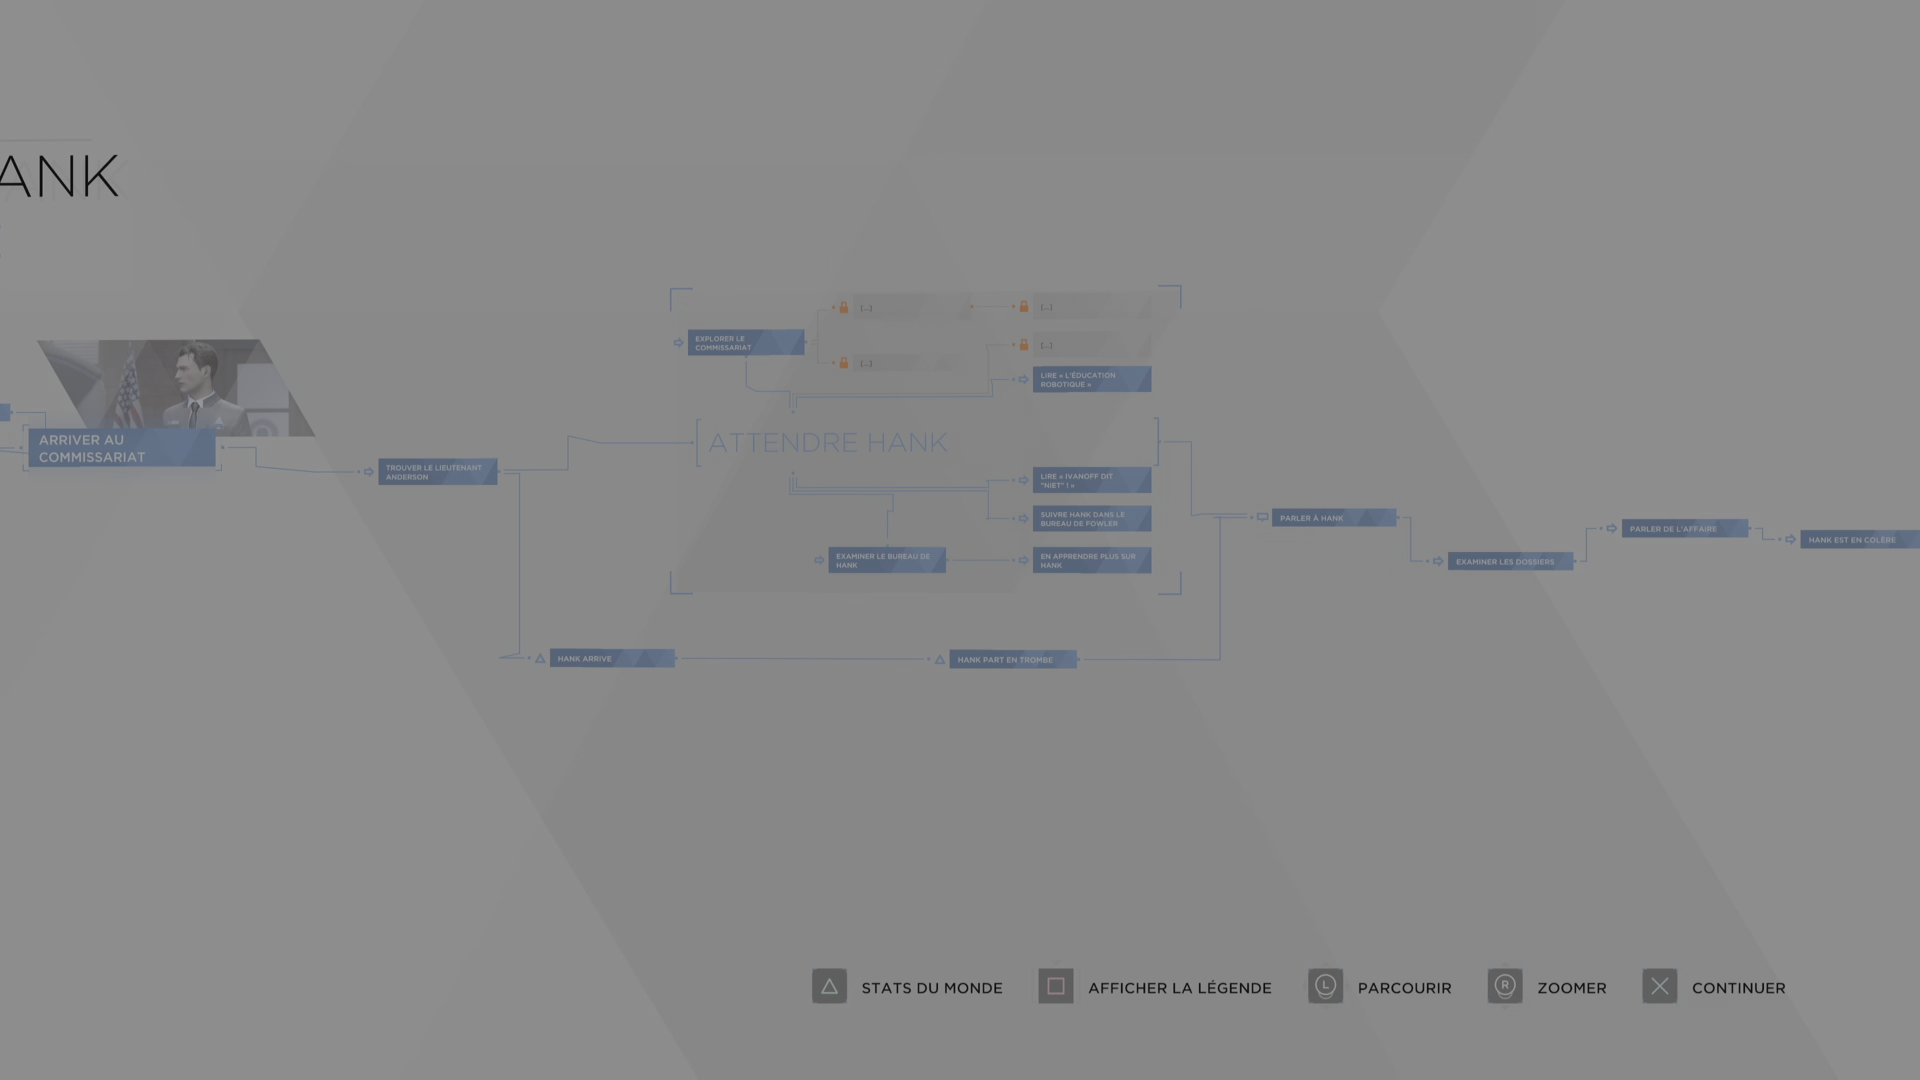 ANK
ARRIVER AU
COMMISSARIAT
TROUVER LE LIEUTENANT
ANDERSON
EXPLORER LE
COMMISSARIAT
[...]
[...]
[...]
[...]
LIRE « L'ÉDUCATION
ROBOTIQUE »
ATTENDRE HANK
LIRE « IVANOFF DIT
"NIET" ! »
SUIVRE HANK DANS LE
BUREAU DE FOWLER
EXAMINER LE BUREAU DE
HANK
EN APPRENDRE PLUS SUR
HANK
HANK ARRIVE
HANK PART EN TROMBE
PARLER À HANK
EXAMINER LES DOSSIERS
PARLER DE L'AFFAIRE
HANK EST EN COLÈRE
STATS DU MONDE
AFFICHER LA LÉGENDE
L
PARCOURIR
R
ZOOMER
CONTINUER